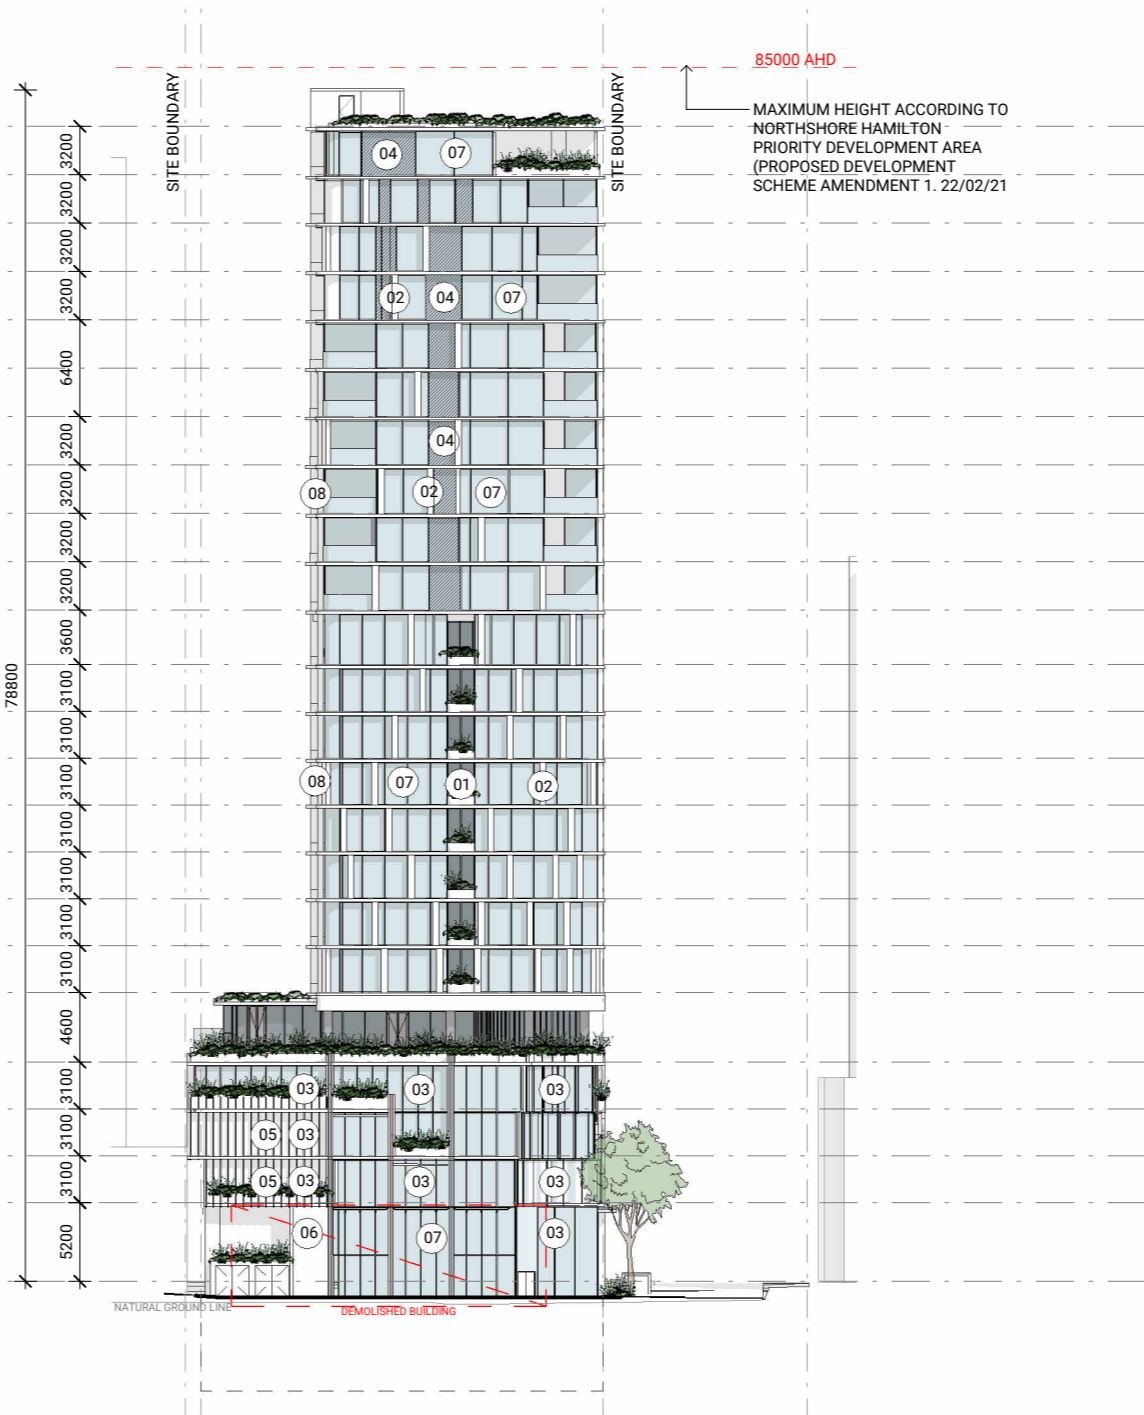 85000 AHD
MAXIMUM HEIGHT ACCORDING TO
NORTHSHORE HAMILTON
PRIORITY DEVELOPMENT AREA
(PROPOSED DEVELOPMENT
SCHEME AMENDMENT 1. 22/02/21
SITE BOUNDARY
SITE BOUNDARY
78800
3200
3200
3200
3200
6400
3200
3200
3200
3200
3600
3100
3100
3100
3100
3100
3100
3100
4600
3100
3100
3100
5200
04 07
02 04 07
04
08 02 07
08 07 01 02
03 03 03
05 03
05 03 03 03
06 07 03
NATURAL GROUND LINE
DEMOLISHED BUILDING